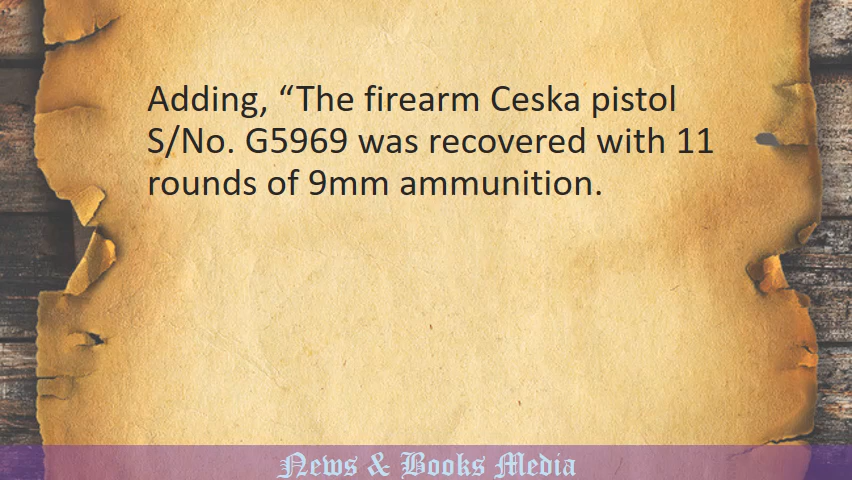 Adding, “The firearm Ceska pistol
S/No. G5969 was recovered with 11
rounds of 9mm ammunition.
News & Books Media